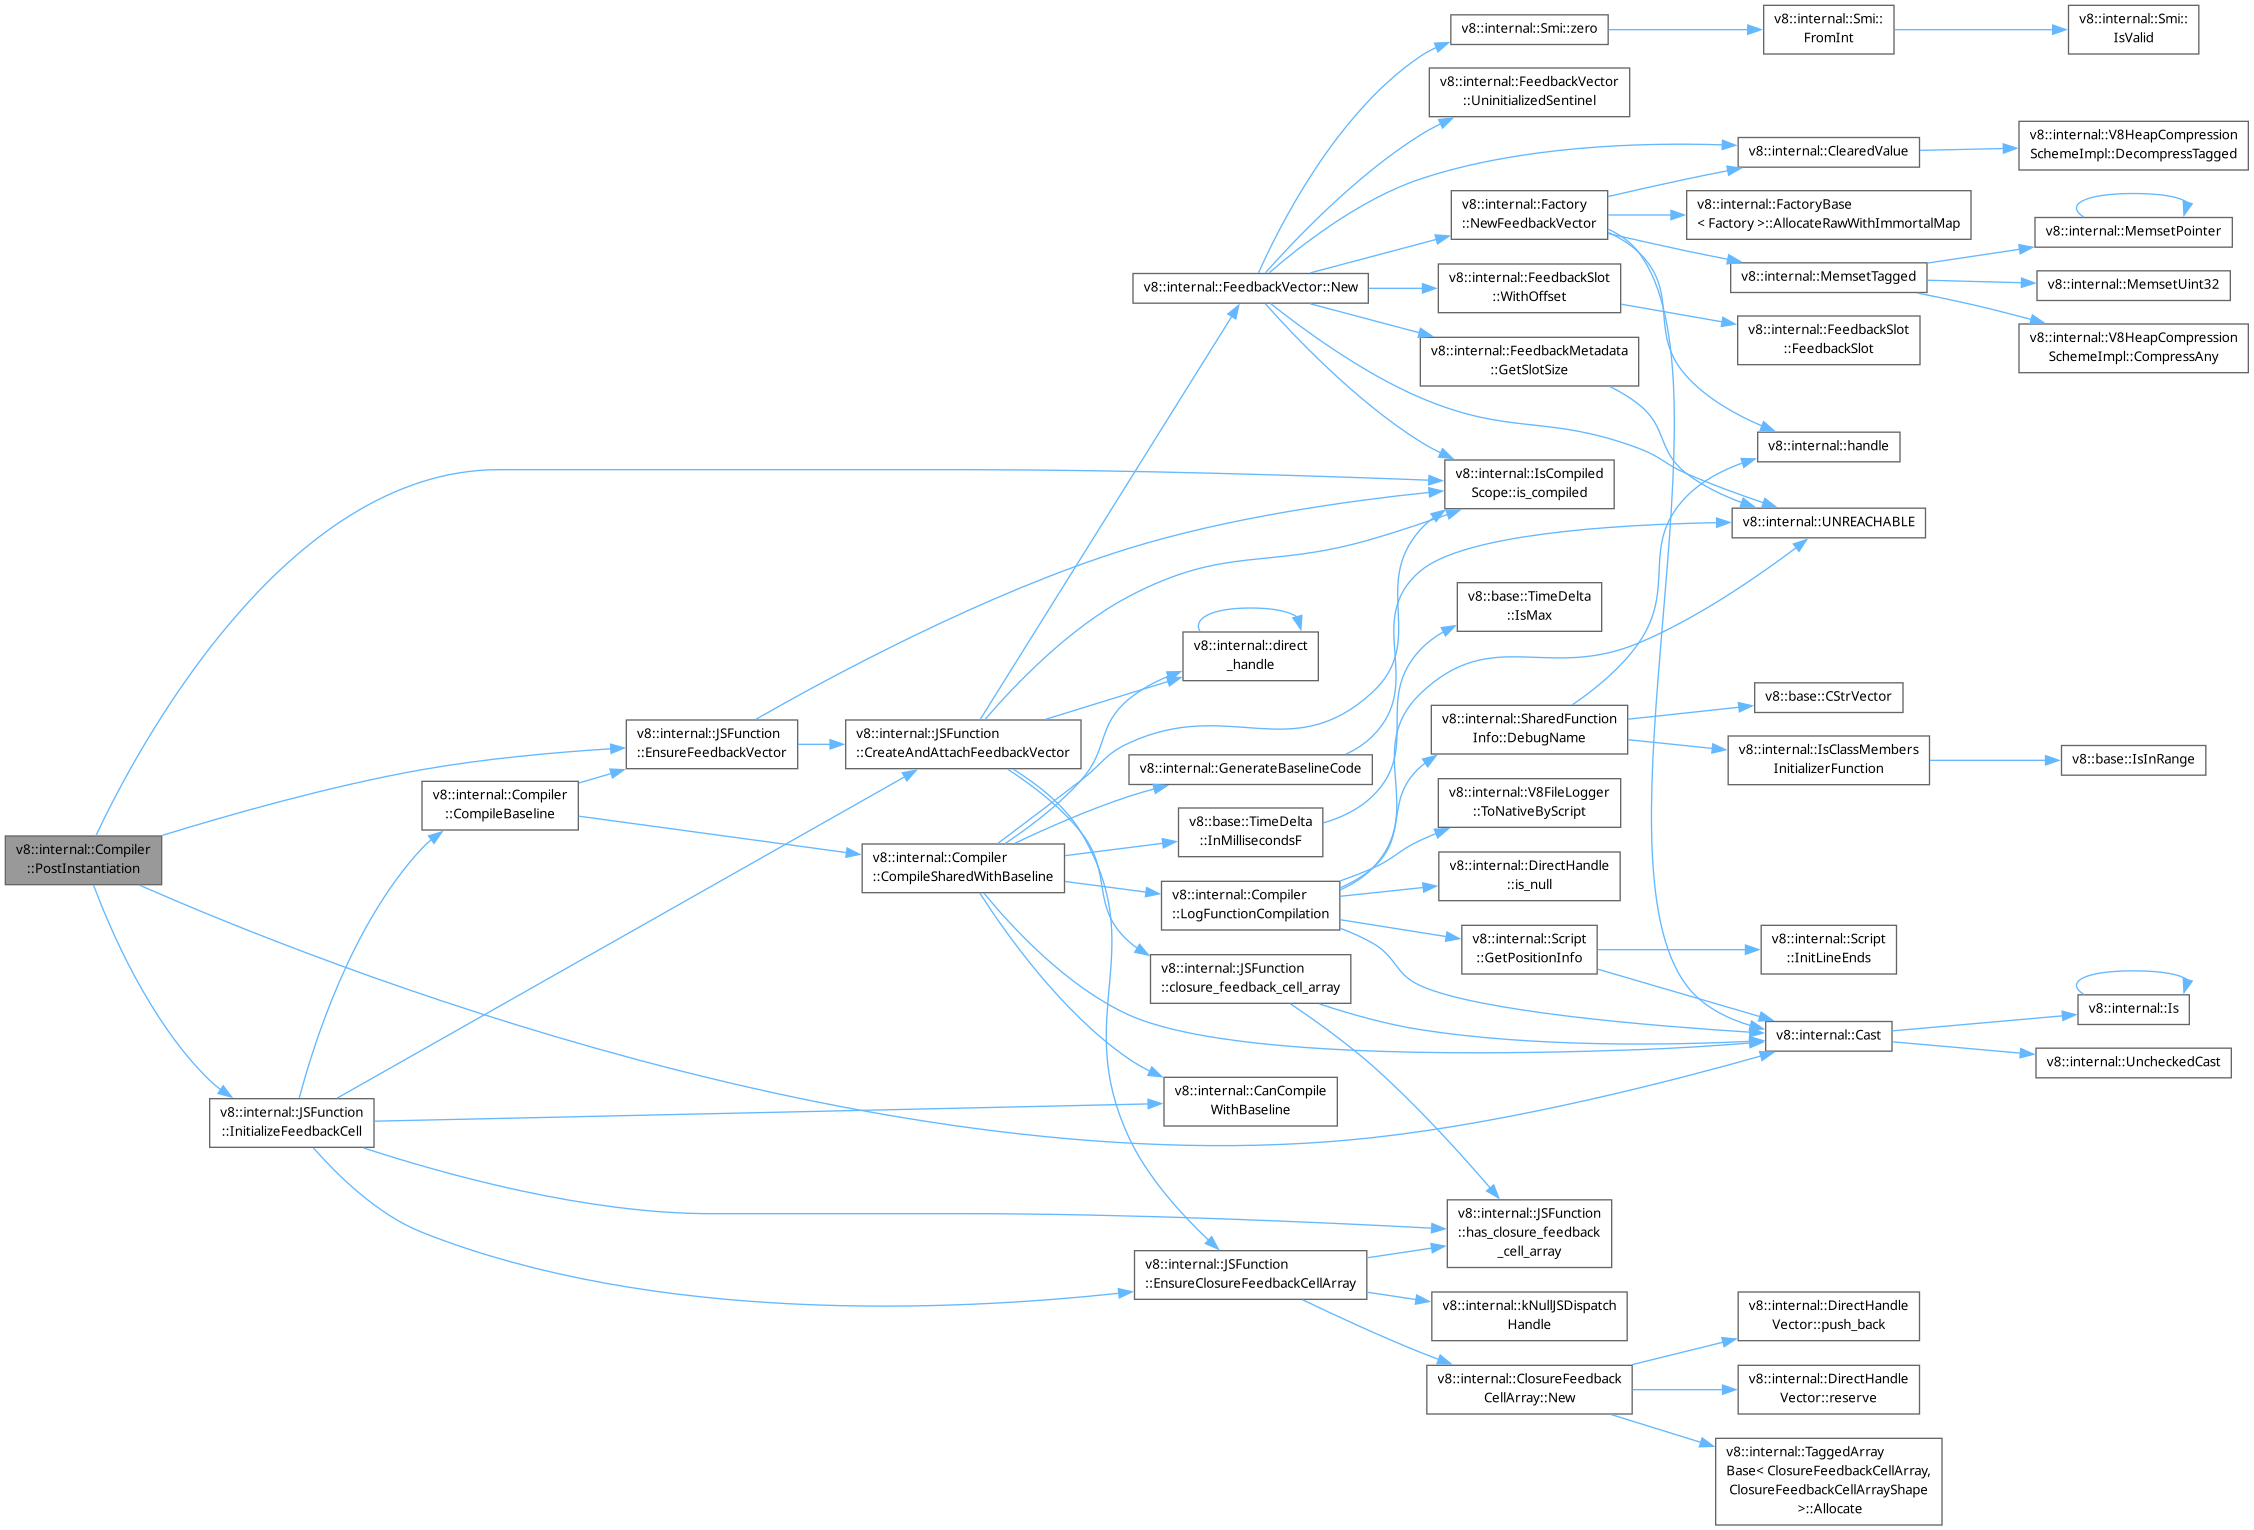 v8::internal::Smi::zero
v8::internal::Smi::
FromInt
v8::internal::Smi::
IsValid
v8::internal::FeedbackVector
::UninitializedSentinel
v8::internal::ClearedValue
v8::internal::V8HeapCompression
SchemeImpl::DecompressTagged
v8::internal::Factory
::NewFeedbackVector
v8::internal::FactoryBase
< Factory >::AllocateRawWithImmortalMap
v8::internal::MemsetPointer
v8::internal::FeedbackVector::New
v8::internal::FeedbackSlot
::WithOffset
v8::internal::MemsetTagged
v8::internal::MemsetUint32
v8::internal::FeedbackMetadata
::GetSlotSize
v8::internal::FeedbackSlot
::FeedbackSlot
v8::internal::V8HeapCompression
SchemeImpl::CompressAny
v8::internal::handle
v8::internal::IsCompiled
Scope::is_compiled
v8::internal::UNREACHABLE
v8::base::TimeDelta
::IsMax
v8::internal::direct
_handle
v8::base::CStrVector
v8::internal::JSFunction
::EnsureFeedbackVector
v8::internal::JSFunction
::CreateAndAttachFeedbackVector
v8::internal::SharedFunction
Info::DebugName
v8::internal::IsClassMembers
InitializerFunction
v8::base::IsInRange
v8::internal::GenerateBaselineCode
v8::internal::Compiler
::CompileBaseline
v8::internal::V8FileLogger
::ToNativeByScript
v8::base::TimeDelta
::InMillisecondsF
v8::internal::Compiler
::PostInstantiation
v8::internal::Compiler
::CompileSharedWithBaseline
v8::internal::DirectHandle
::is_null
v8::internal::Compiler
::LogFunctionCompilation
v8::internal::Script
::GetPositionInfo
v8::internal::Script
::InitLineEnds
v8::internal::JSFunction
::closure_feedback_cell_array
v8::internal::Is
v8::internal::Cast
v8::internal::UncheckedCast
v8::internal::CanCompile
WithBaseline
v8::internal::JSFunction
::InitializeFeedbackCell
v8::internal::JSFunction
::has_closure_feedback
_cell_array
v8::internal::JSFunction
::EnsureClosureFeedbackCellArray
v8::internal::kNullJSDispatch
Handle
v8::internal::DirectHandle
Vector::push_back
v8::internal::ClosureFeedback
CellArray::New
v8::internal::DirectHandle
Vector::reserve
v8::internal::TaggedArray
Base< ClosureFeedbackCellArray,
ClosureFeedbackCellArrayShape
>::Allocate